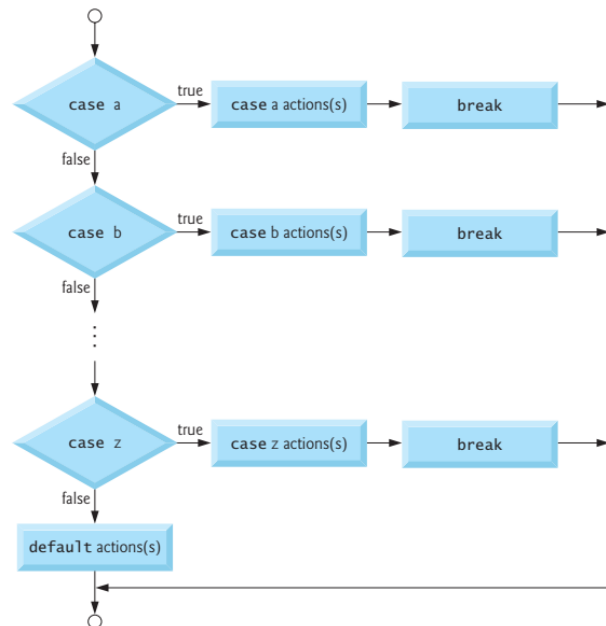 case a
true
case a actions(s)
break
false
case b
true
case b actions(s)
break
false
case z
true
case z actions(s)
break
false
default actions(s)